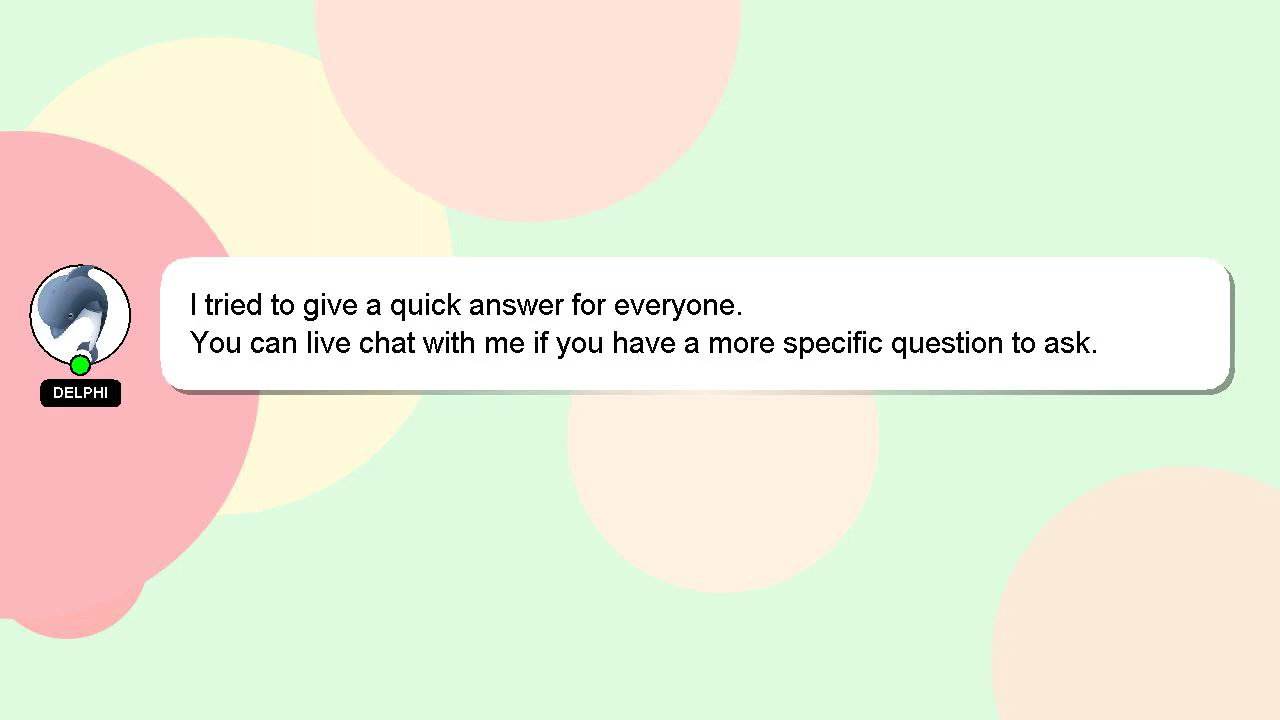 I tried to give a quick answer for everyone.
You can live chat with me if you have a more specific question to ask.
DELPHI